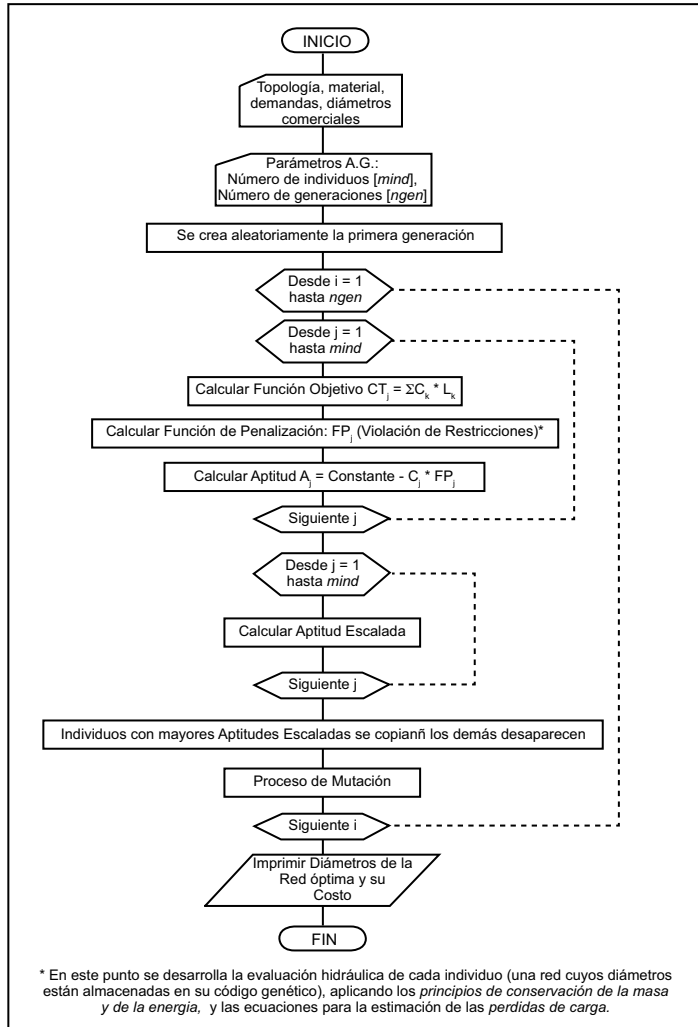 INICIO
Topología, material,
demandas, diámetros
comerciales
Parámetros A.G.:
Número de individuos [mind],
Número de generaciones [ngen]
Se crea aleatoriamente la primera generación
Desde i = 1
hasta ngen
Desde j = 1
hasta mind
Calcular Función Objetivo CTⱼ = ΣCₖ * Lₖ
Calcular Función de Penalización: FPⱼ (Violación de Restricciones)*
Calcular Aptitud Aⱼ = Constante - Cⱼ * FPⱼ
Siguiente j
Desde j = 1
hasta mind
Calcular Aptitud Escalada
Siguiente j
Individuos con mayores Aptitudes Escaladas se copianñ los demás desaparecen
Proceso de Mutación
Siguiente i
Imprimir Diámetros de la
Red óptima y su
Costo
FIN
* En este punto se desarrolla la evaluación hidráulica de cada individuo (una red cuyos diámetros
están almacenadas en su código genético), aplicando los principios de conservación de la masa
y de la energia, y las ecuaciones para la estimación de las perdidas de carga.